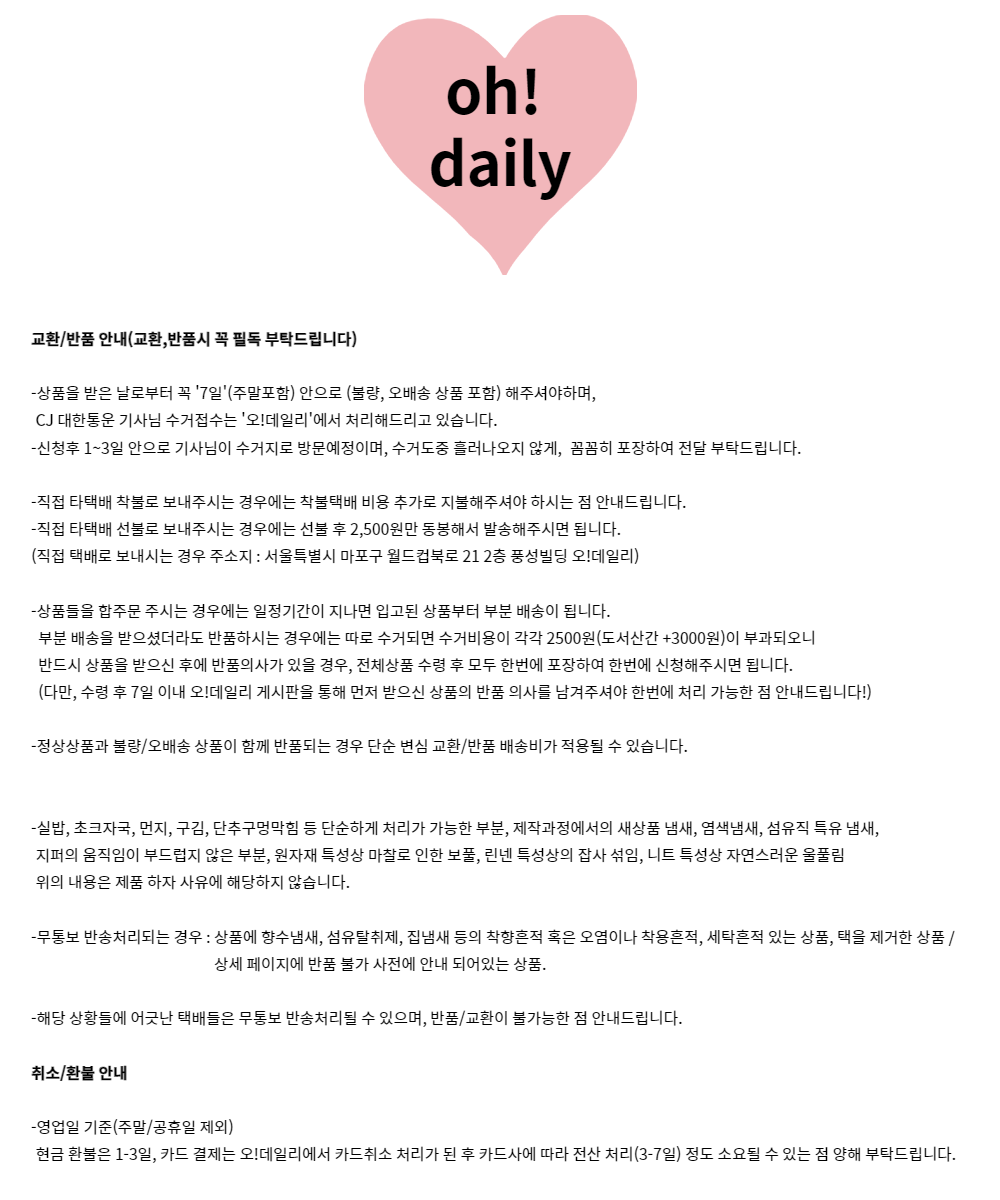 oh!
daily
교환/반품 안내(교환,반품시 꼭 필독 부탁드립니다)
-상품을 받은 날로부터 꼭 '7일'(주말포함) 안으로 (불량, 오배송 상품 포함) 해주셔야하며,
CJ 대한통운 기사님 수거접수는 '오!데일리'에서 처리해드리고 있습니다.
-신청후 1~3일 안으로 기사님이 수거지로 방문예정이며, 수거도중 흘러나오지 않게, 꼼꼼히 포장하여 전달 부탁드립니다.
-직접 타택배 착불로 보내주시는 경우에는 착불택배 비용 추가로 지불해주셔야 하시는 점 안내드립니다.
-직접 타택배 선불로 보내주시는 경우에는 선불 후 2,500원만 동봉해서 발송해주시면 됩니다.
(직접 택배로 보내시는 경우 주소지 : 서울특별시 마포구 월드컵북로 21 2층 풍성빌딩 오!데일리)
-상품들을 합주문 주시는 경우에는 일정기간이 지나면 입고된 상품부터 부분 배송이 됩니다.
부분 배송을 받으셨더라도 반품하시는 경우에는 따로 수거되면 수거비용이 각각 2500원(도서산간 +3000원)이 부과되오니
반드시 상품을 받으신 후에 반품의사가 있을 경우, 전체상품 수령 후 모두 한번에 포장하여 한번에 신청해주시면 됩니다.
(다만, 수령 후 7일 이내 오!데일리 게시판을 통해 먼저 받으신 상품의 반품 의사를 남겨주셔야 한번에 처리 가능한 점 안내드립니다!)
-정상상품과 불량/오배송 상품이 함께 반품되는 경우 단순 변심 교환/반품 배송비가 적용될 수 있습니다.
-실밥, 초크자국, 먼지, 구김, 단추구멍막힘 등 단순하게 처리가 가능한 부분, 제작과정에서의 새상품 냄새, 염색냄새, 섬유직 특유 냄새,
지퍼의 움직임이 부드럽지 않은 부분, 원자재 특성상 마찰로 인한 보풀, 린넨 특성상의 잡사 섞임, 니트 특성상 자연스러운 올풀림
위의 내용은 제품 하자 사유에 해당하지 않습니다.
-무통보 반송처리되는 경우 : 상품에 향수냄새, 섬유탈취제, 집냄새 등의 착향흔적 혹은 오염이나 착용흔적, 세탁흔적 있는 상품, 택을 제거한 상품 /
상세 페이지에 반품 불가 사전에 안내 되어있는 상품.
-해당 상황들에 어긋난 택배들은 무통보 반송처리될 수 있으며, 반품/교환이 불가능한 점 안내드립니다.
취소/환불 안내
-영업일 기준(주말/공휴일 제외)
현금 환불은 1-3일, 카드 결제는 오!데일리에서 카드취소 처리가 된 후 카드사에 따라 전산 처리(3-7일) 정도 소요될 수 있는 점 양해 부탁드립니다.